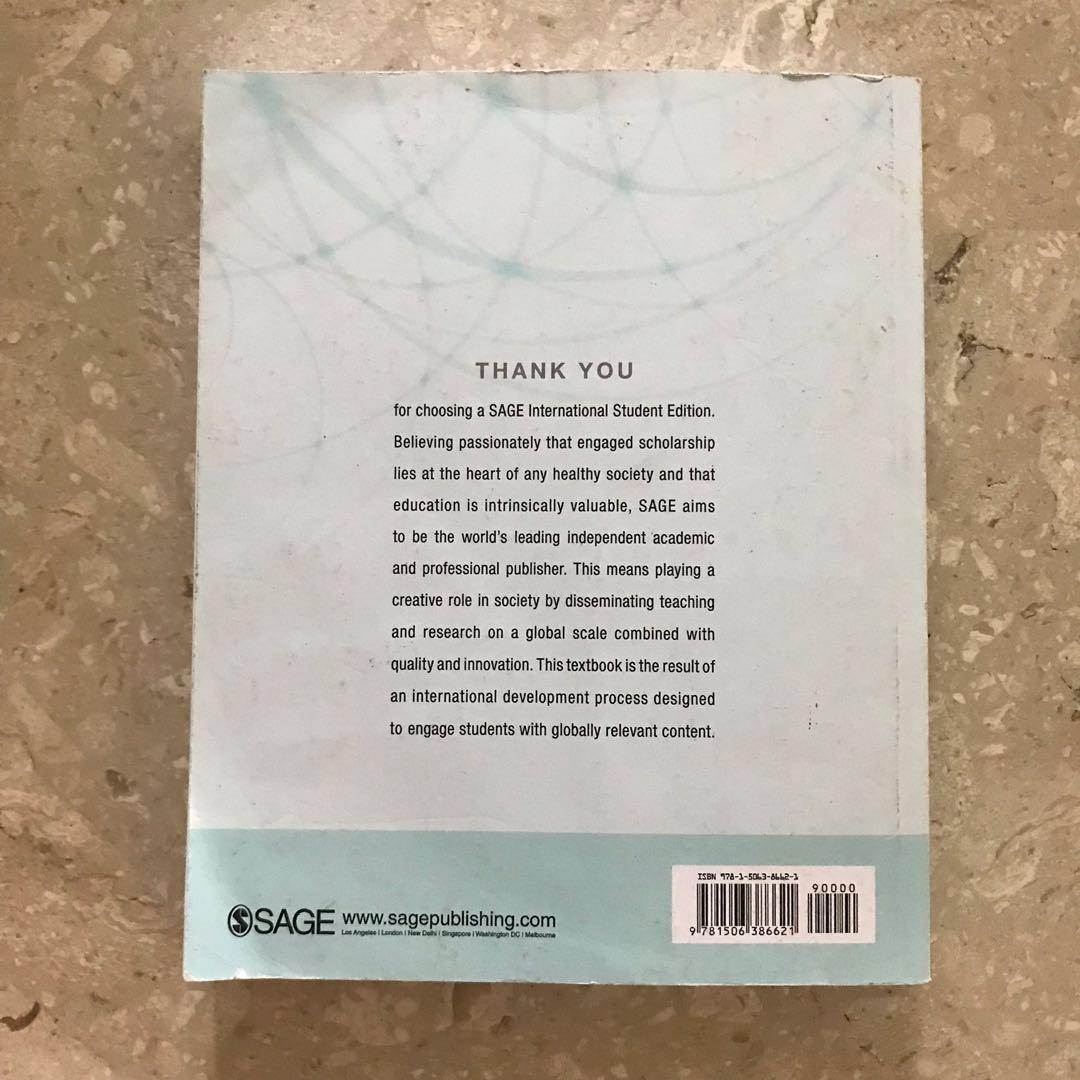 THANK YOU
for choosing a SAGE International Student Edition.
Believing passionately that engaged scholarship
lies at the heart of any healthy society and that
education is intrinsically valuable, SAGE aims
to be the world's leading independent academic
and professional publisher. This means playing a
creative role in society by disseminating teaching
and research on a global scale combined with
quality and innovation. This textbook is the result of
an international development process designed
to engage students with globally relevant content.
ISBN 978-1-5063-8662-1
90000
9 781506 386621
SAGE www.sagepublishing.com
Los Angeles | London | New Delhi | Singapore | Washington DC | Melbourne